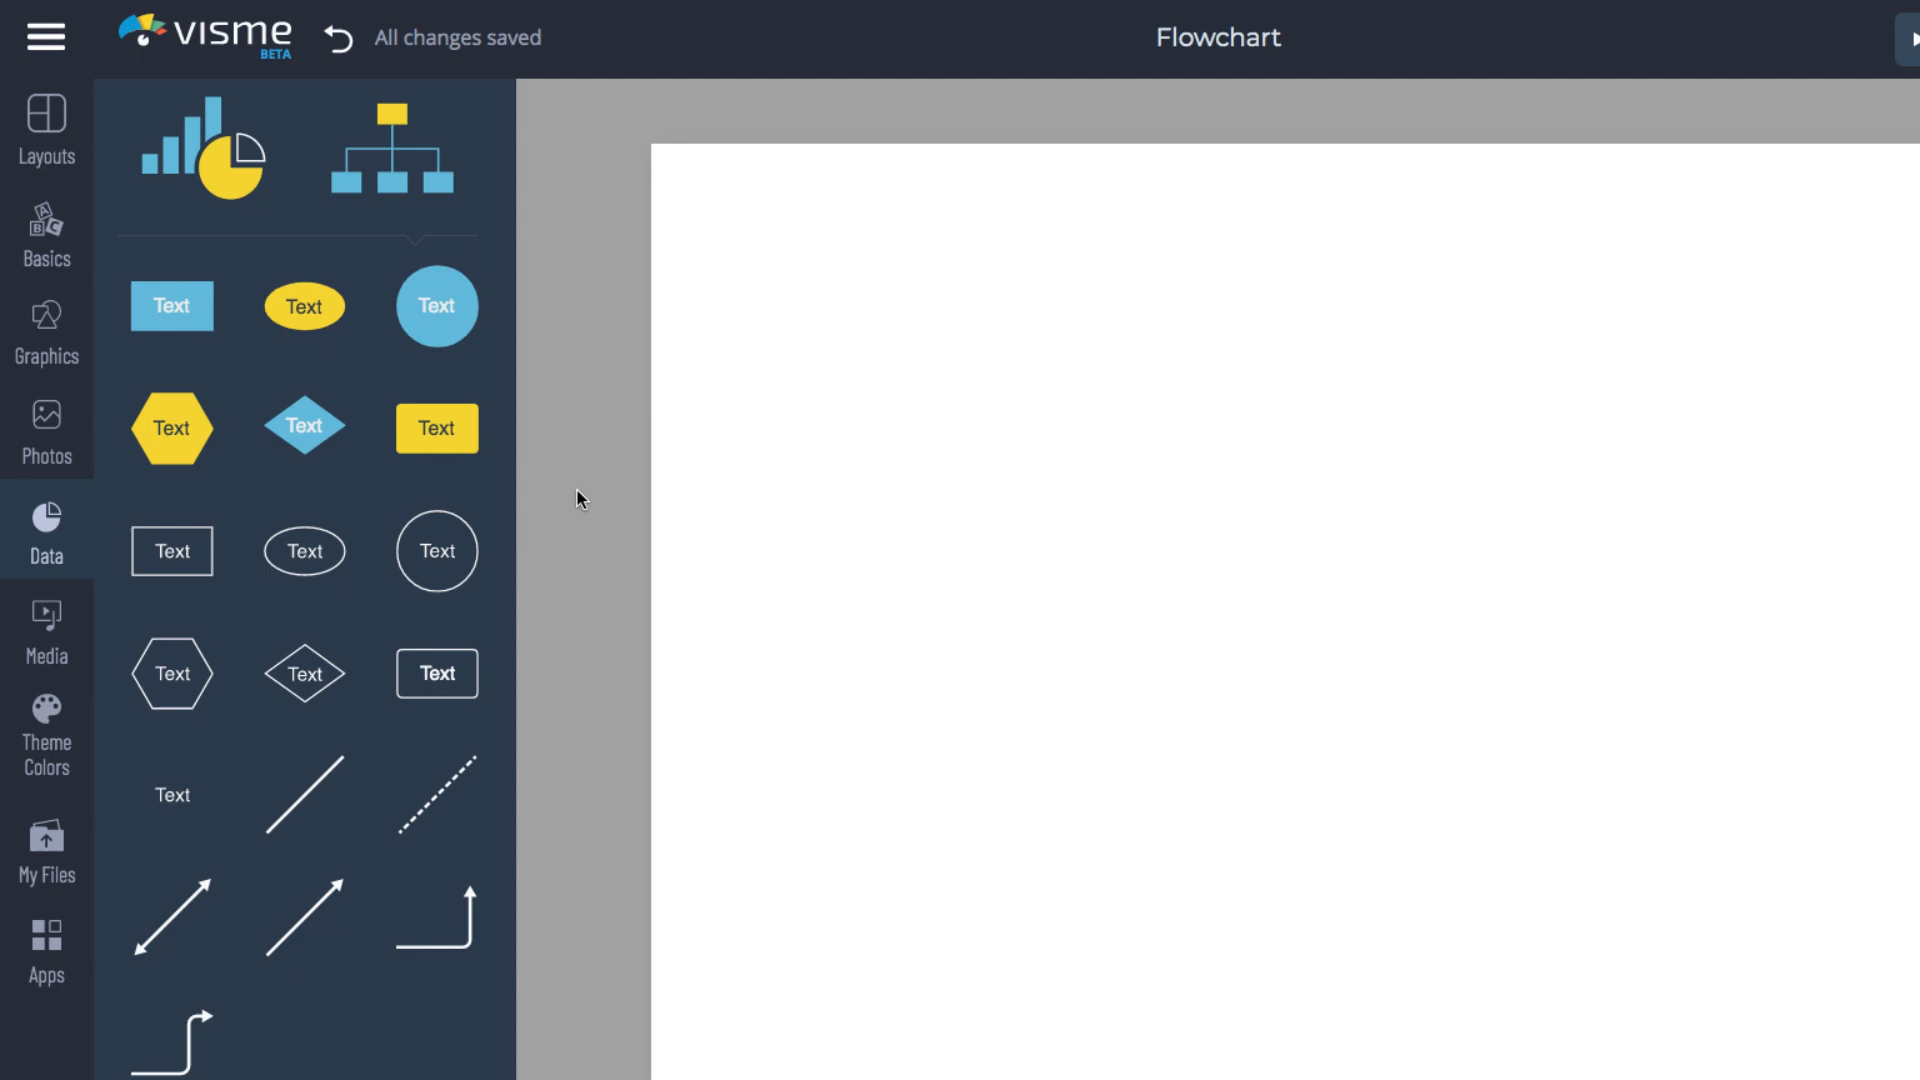 visme
BETA
All changes saved
Flowchart
Layouts
Basics
Graphics
Photos
Data
Media
Theme
Colors
My Files
Apps
A
B C
Text Text Text
Text Text Text
Text Text Text
Text Text Text
Text